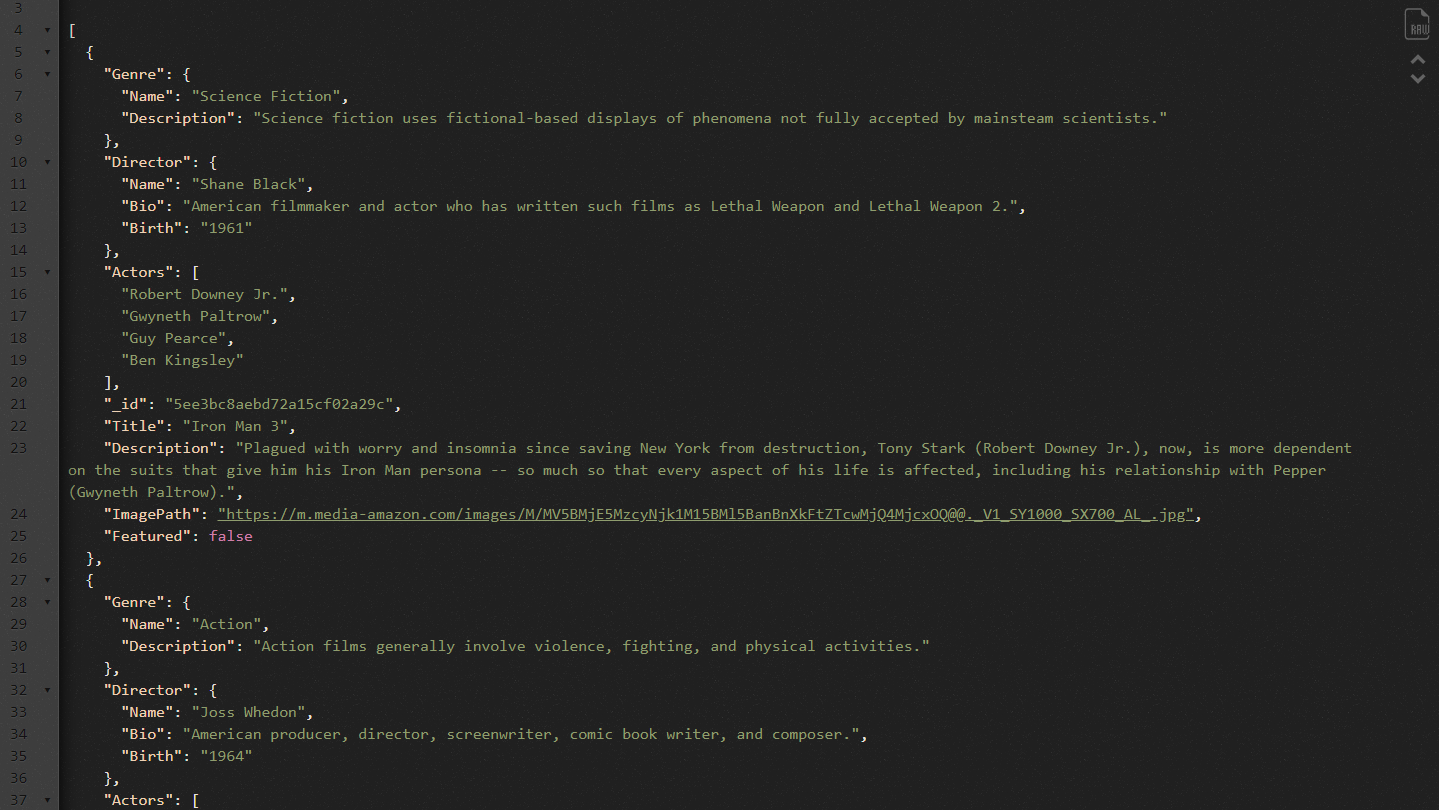 3
4 [
5 {
6 "Genre": {
7 "Name": "Science Fiction",
8 "Description": "Science fiction uses fictional-based displays of phenomena not fully accepted by mainsteam scientists."
9 },
10 "Director": {
11 "Name": "Shane Black",
12 "Bio": "American filmmaker and actor who has written such films as Lethal Weapon and Lethal Weapon 2.",
13 "Birth": "1961"
14 },
15 "Actors": [
16 "Robert Downey Jr.",
17 "Gwyneth Paltrow",
18 "Guy Pearce",
19 "Ben Kingsley"
20 ],
21 "_id": "5ee3bc8aebd72a15cf02a29c",
22 "Title": "Iron Man 3",
23 "Description": "Plagued with worry and insomnia since saving New York from destruction, Tony Stark (Robert Downey Jr.), now, is more dependent
on the suits that give him his Iron Man persona -- so much so that every aspect of his life is affected, including his relationship with Pepper
(Gwyneth Paltrow).",
24 "ImagePath": "https://m.media-amazon.com/images/M/MV5BMjE5MzcyNjk1M15BMl5BanBnXkFtZTcwMjQ4MjcxOQ@@._V1_SY1000_SX700_AL_.jpg",
25 "Featured": false
26 },
27 {
28 "Genre": {
29 "Name": "Action",
30 "Description": "Action films generally involve violence, fighting, and physical activities."
31 },
32 "Director": {
33 "Name": "Joss Whedon",
34 "Bio": "American producer, director, screenwriter, comic book writer, and composer.",
35 "Birth": "1964"
36 },
37 "Actors": [
RAW